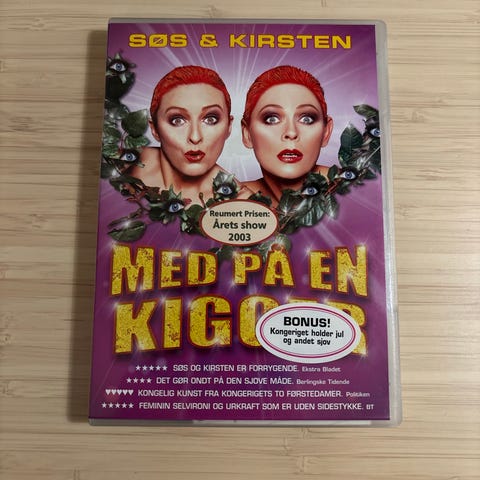 SØS & KIRSTEN
Reumert Prisen:
Årets show
2003
MED PÅ EN
KIGGER
BONUS!
Kongeriget holder jul
og andet sjov
★★★★★ SØS OG KIRSTEN ER FORRYGENDE. Ekstra Bladet
★★★★ DET GØR ONDT PÅ DEN SJOVE MÅDE. Berlingske Tidende
♥♥♥♥♥ KONGELIG KUNST FRA KONGERIGETS TO FØRSTEDAMER. Politiken
★★★★★ FEMININ SELVIRONI OG URKRAFT SOM ER UDEN SIDESTYKKE. BT